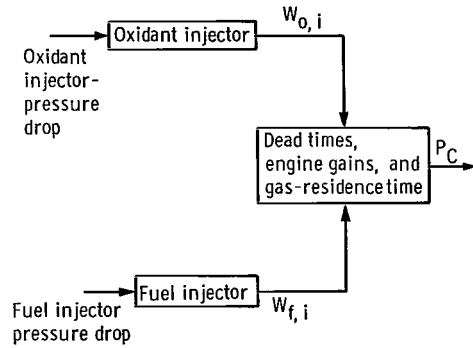 Oxidant injector
W_o, i
Oxidant
injector-
pressure
drop
Dead times,
engine gains, and
gas-residence time
P_C
Fuel injector
W_f, i
Fuel injector
pressure drop